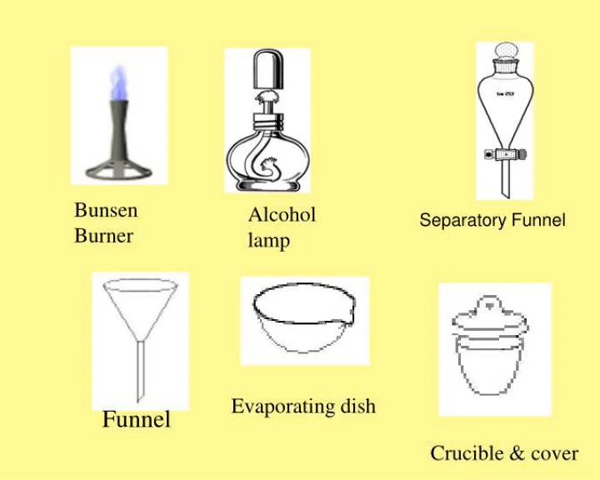 Bunsen
Burner
Alcohol
lamp
Separatory Funnel
Funnel
Evaporating dish
Crucible & cover